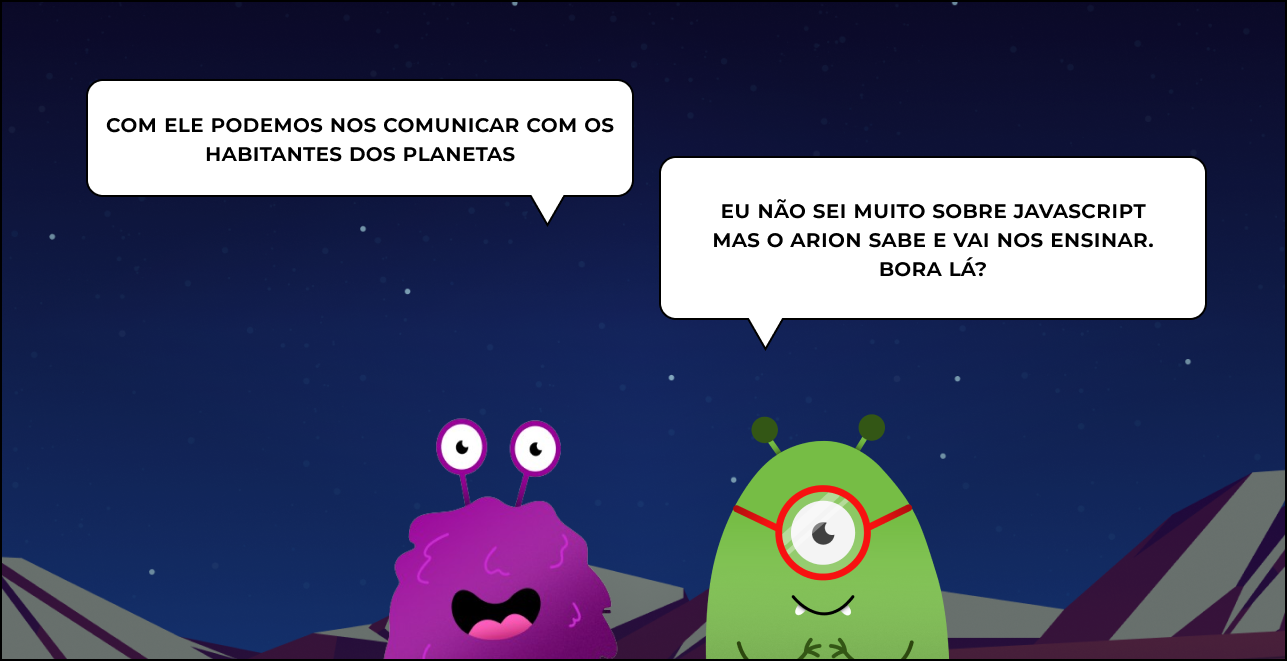 COM ELE PODEMOS NOS COMUNICAR COM OS
HABITANTES DOS PLANETAS
EU NÃO SEI MUITO SOBRE JAVASCRIPT
MAS O ARION SABE E VAI NOS ENSINAR.
BORA LÁ?